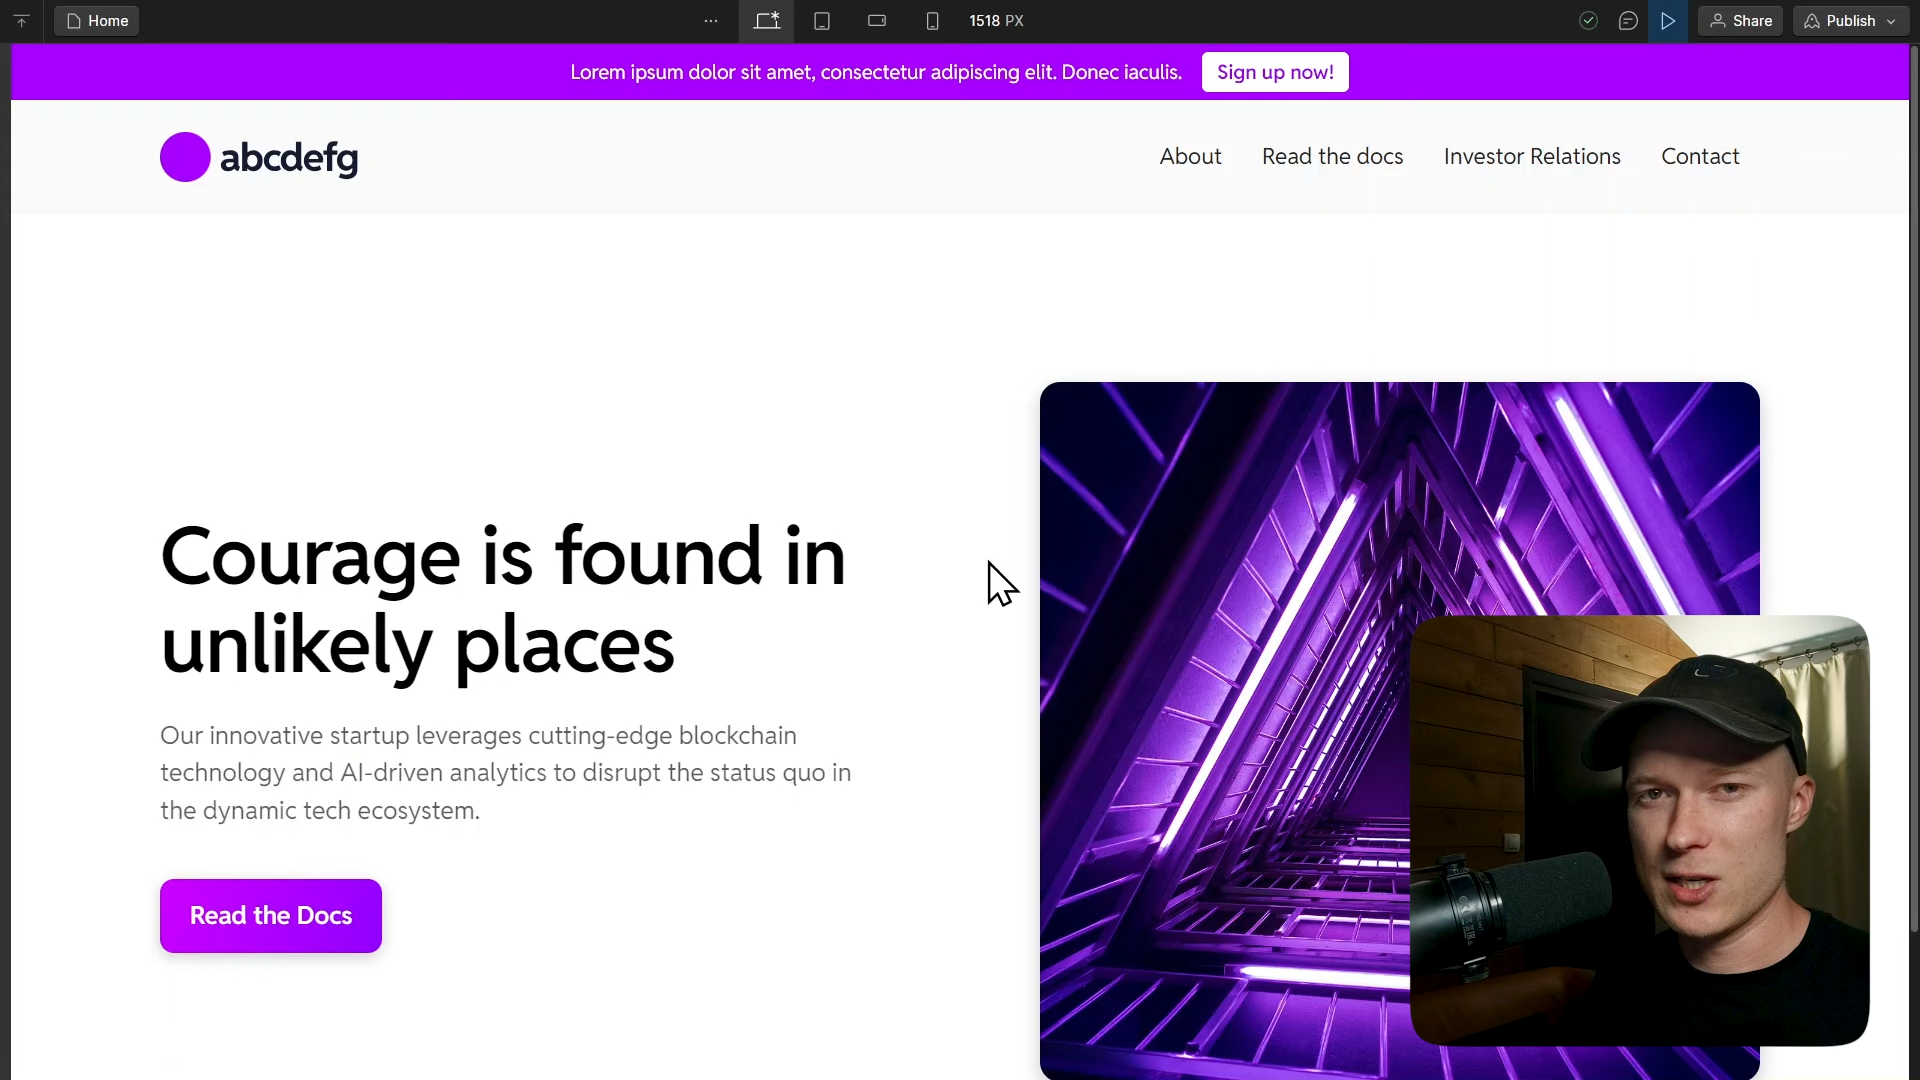 Home
1518 PX
Share
Publish
Lorem ipsum dolor sit amet, consectetur adipiscing elit. Donec iaculis.
Sign up now!
abcdefg
About
Read the docs
Investor Relations
Contact
Courage is found in
unlikely places
Our innovative startup leverages cutting-edge blockchain
technology and AI-driven analytics to disrupt the status quo in
the dynamic tech ecosystem.
Read the Docs